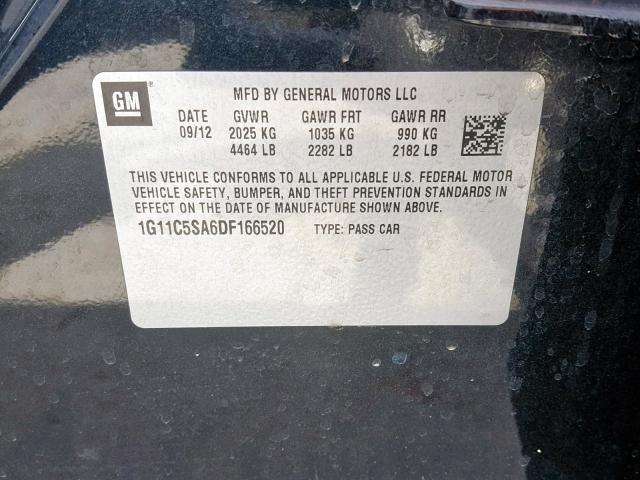 GM
MFD BY GENERAL MOTORS LLC
DATE GVWR GAWR FRT GAWR RR
09/12 2025 KG 1035 KG 990 KG
4464 LB 2282 LB 2182 LB
THIS VEHICLE CONFORMS TO ALL APPLICABLE U.S. FEDERAL MOTOR
VEHICLE SAFETY, BUMPER, AND THEFT PREVENTION STANDARDS IN
EFFECT ON THE DATE OF MANUFACTURE SHOWN ABOVE.
1G11C5SA6DF166520 TYPE: PASS CAR